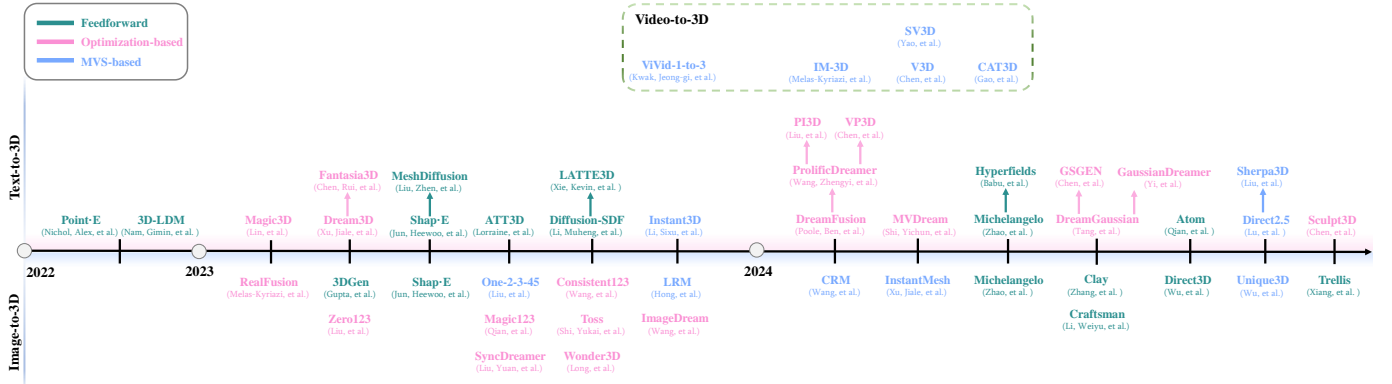 Feedforward
Optimization-based
MVS-based
Video-to-3D
SV3D
(Yao, et al.)
ViVid-1-to-3
(Kwak, Jeong-gi, et al.)
IM-3D
(Melas-Kyriazi, et al.)
V3D
(Chen, et al.)
CAT3D
(Gao, et al.)
Text-to-3D
PI3D
(Liu, et al.)
VP3D
(Chen, et al.)
Fantasia3D
(Chen, Rui, et al.)
MeshDiffusion
(Liu, Zhen, et al.)
LATTE3D
(Xie, Kevin, et al.)
ProlificDreamer
(Wang, Zhengyi, et al.)
Hyperfields
(Babu, et al.)
GSGEN
(Chen, et al.)
GaussianDreamer
(Yi, et al.)
Sherpa3D
(Liu, et al.)
Point·E
(Nichol, Alex, et al.)
3D-LDM
(Nam, Gimin, et al.)
Magic3D
(Lin, et al.)
Dream3D
(Xu, Jiale, et al.)
Shap·E
(Jun, Heewoo, et al.)
ATT3D
(Lorraine, et al.)
Diffusion-SDF
(Li, Muheng, et al.)
Instant3D
(Li, Sixu, et al.)
DreamFusion
(Poole, Ben, et al.)
MVDream
(Shi, Yichun, et al.)
Michelangelo
(Zhao, et al.)
DreamGaussian
(Tang, et al.)
Atom
(Qian, et al.)
Direct2.5
(Lu, et al.)
Sculpt3D
(Chen, et al.)
2022
2023
2024
Image-to-3D
RealFusion
(Melas-Kyriazi, et al.)
3DGen
(Gupta, et al.)
Shap·E
(Jun, Heewoo, et al.)
One-2-3-45
(Liu, et al.)
Consistent123
(Wang, et al.)
LRM
(Hong, et al.)
CRM
(Wang, et al.)
InstantMesh
(Xu, Jiale, et al.)
Michelangelo
(Zhao, et al.)
Clay
(Zhang, et al.)
Direct3D
(Wu, et al.)
Unique3D
(Wu, et al.)
Trellis
(Xiang, et al.)
Zero123
(Liu, et al.)
Magic123
(Qian, et al.)
Toss
(Shi, Yukai, et al.)
ImageDream
(Wang, et al.)
Craftsman
(Li, Weiyu, et al.)
SyncDreamer
(Liu, Yuan, et al.)
Wonder3D
(Long, et al.)